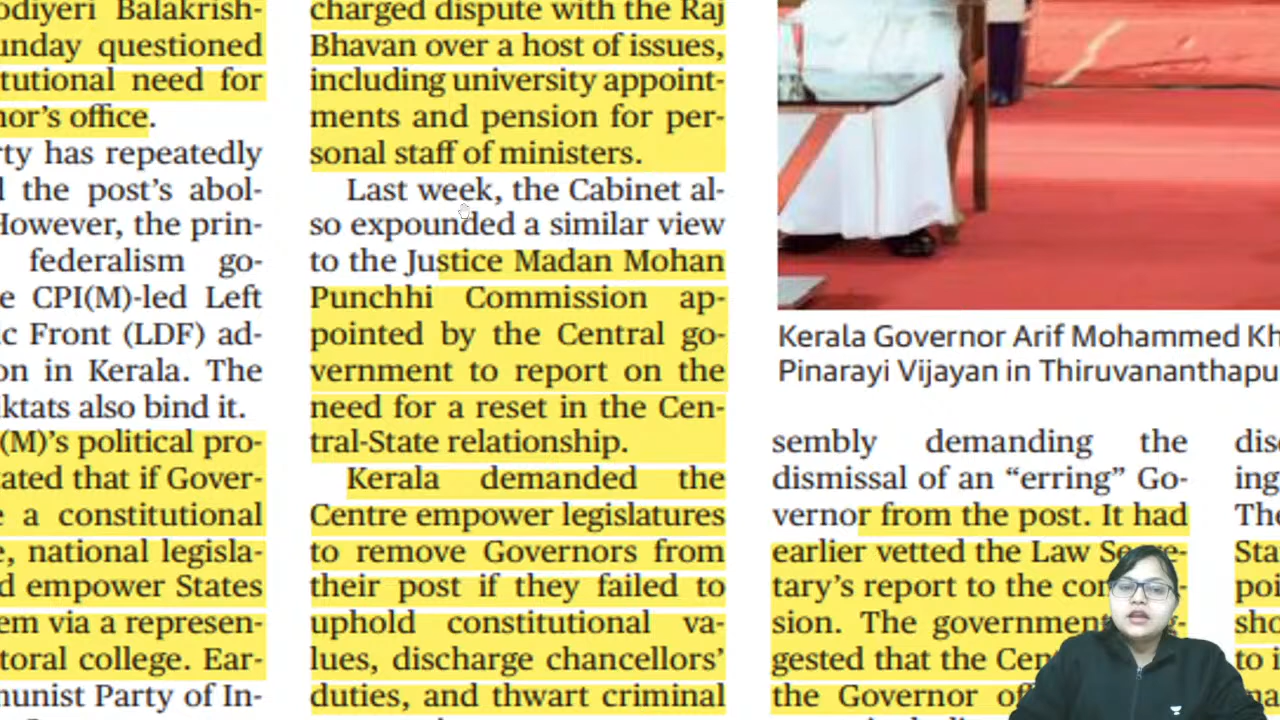 odiyeri Balakrish-
unday questioned
tutional need for
nor's office.
rty has repeatedly
d the post's abol-
However, the prin-
federalism go-
e CPI(M)-led Left
ic Front (LDF) ad-
on in Kerala. The
iktats also bind it.
(M)'s political pro-
tated that if Gover-
e a constitutional
e, national legisla-
d empower States
em via a represen-
toral college. Ear-
munist Party of In-
charged dispute with the Raj
Bhavan over a host of issues,
including university appoint-
ments and pension for per-
sonal staff of ministers.
Last week, the Cabinet al-
so expounded a similar view
to the Justice Madan Mohan
Punchhi Commission ap-
pointed by the Central go-
vernment to report on the
need for a reset in the Cen-
tral-State relationship.
Kerala demanded the
Centre empower legislatures
to remove Governors from
their post if they failed to
uphold constitutional va-
lues, discharge chancellors'
duties, and thwart criminal
Kerala Governor Arif Mohammed Kh
Pinarayi Vijayan in Thiruvananthapu
sembly demanding the
dismissal of an “erring” Go-
vernor from the post. It had
earlier vetted the Law Secre-
tary's report to the com
sion. The government
gested that the Cen
the Governor of
disc
ing
The
Sta
poi
sho
to i